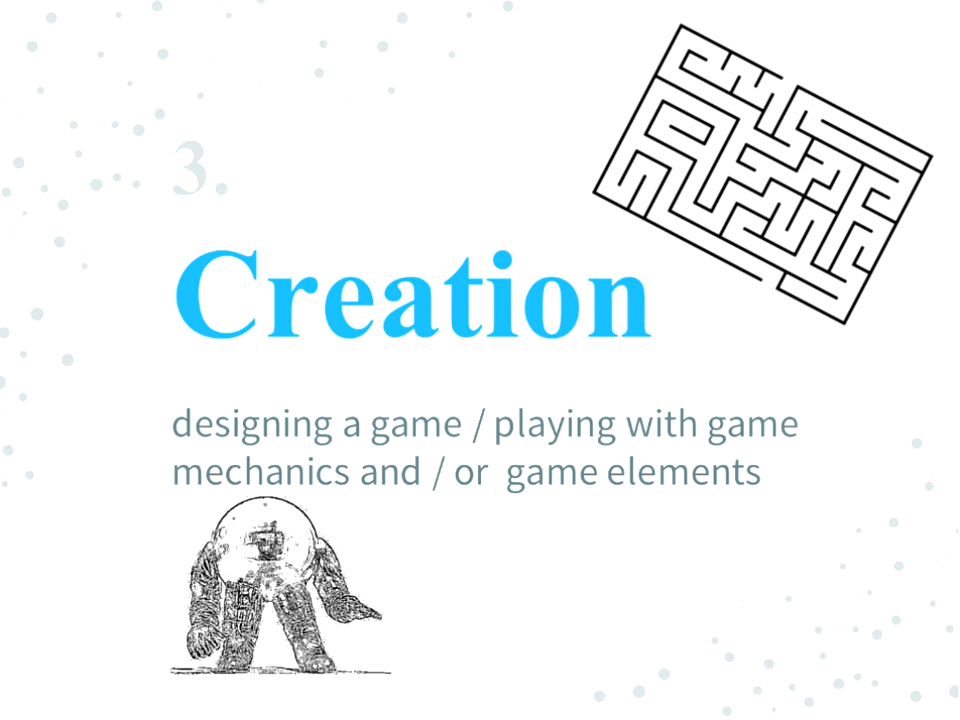 3.
Creation
designing a game / playing with game
mechanics and / or game elements